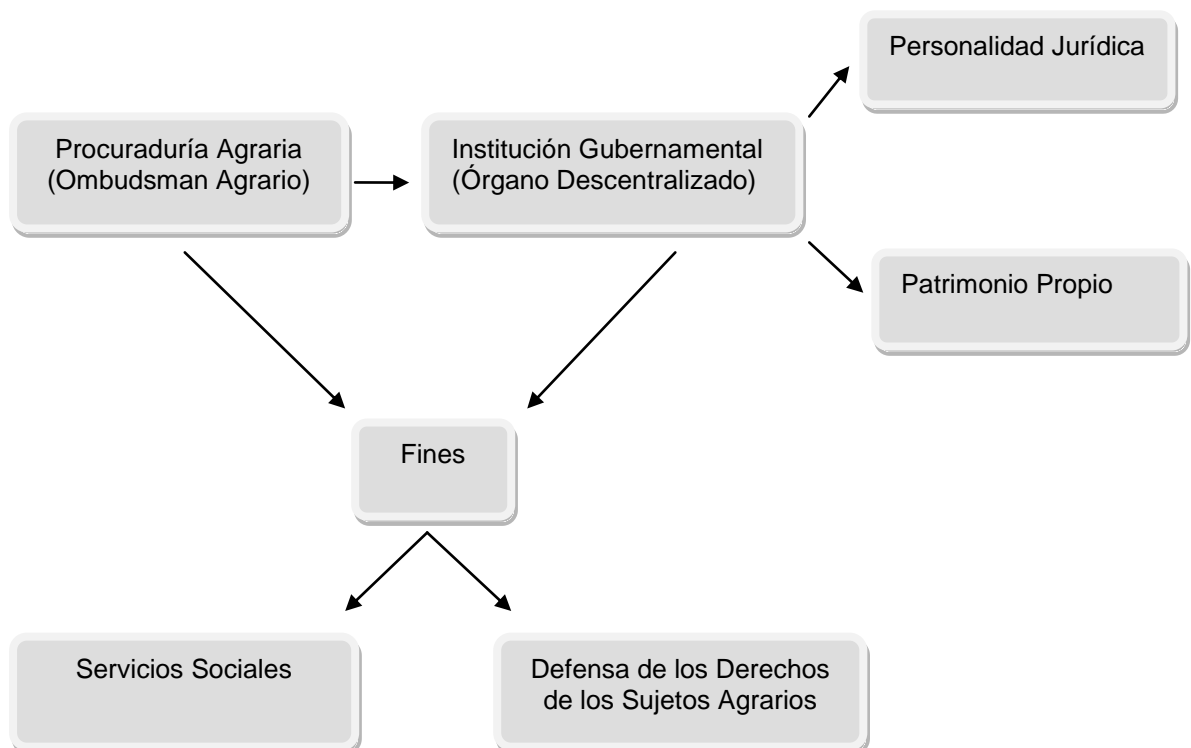 Personalidad Jurídica
Procuraduría Agraria
(Ombudsman Agrario)
Institución Gubernamental
(Órgano Descentralizado)
Patrimonio Propio
Fines
Servicios Sociales
Defensa de los Derechos
de los Sujetos Agrarios